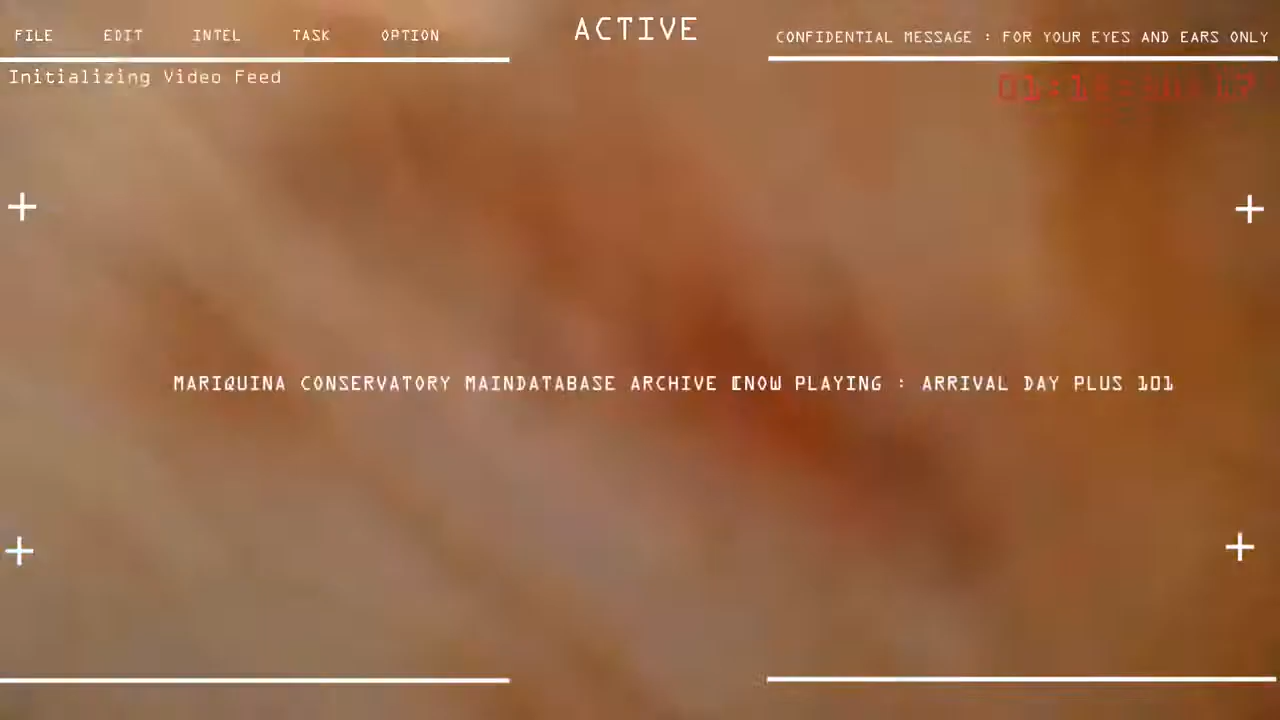 FILE EDIT INTEL TASK OPTION
ACTIVE
CONFIDENTIAL MESSAGE : FOR YOUR EYES AND EARS ONLY
Initializing Video Feed
MARIQUINA CONSERVATORY MAINDATABASE ARCHIVE [NOW PLAYING : ARRIVAL DAY PLUS 101